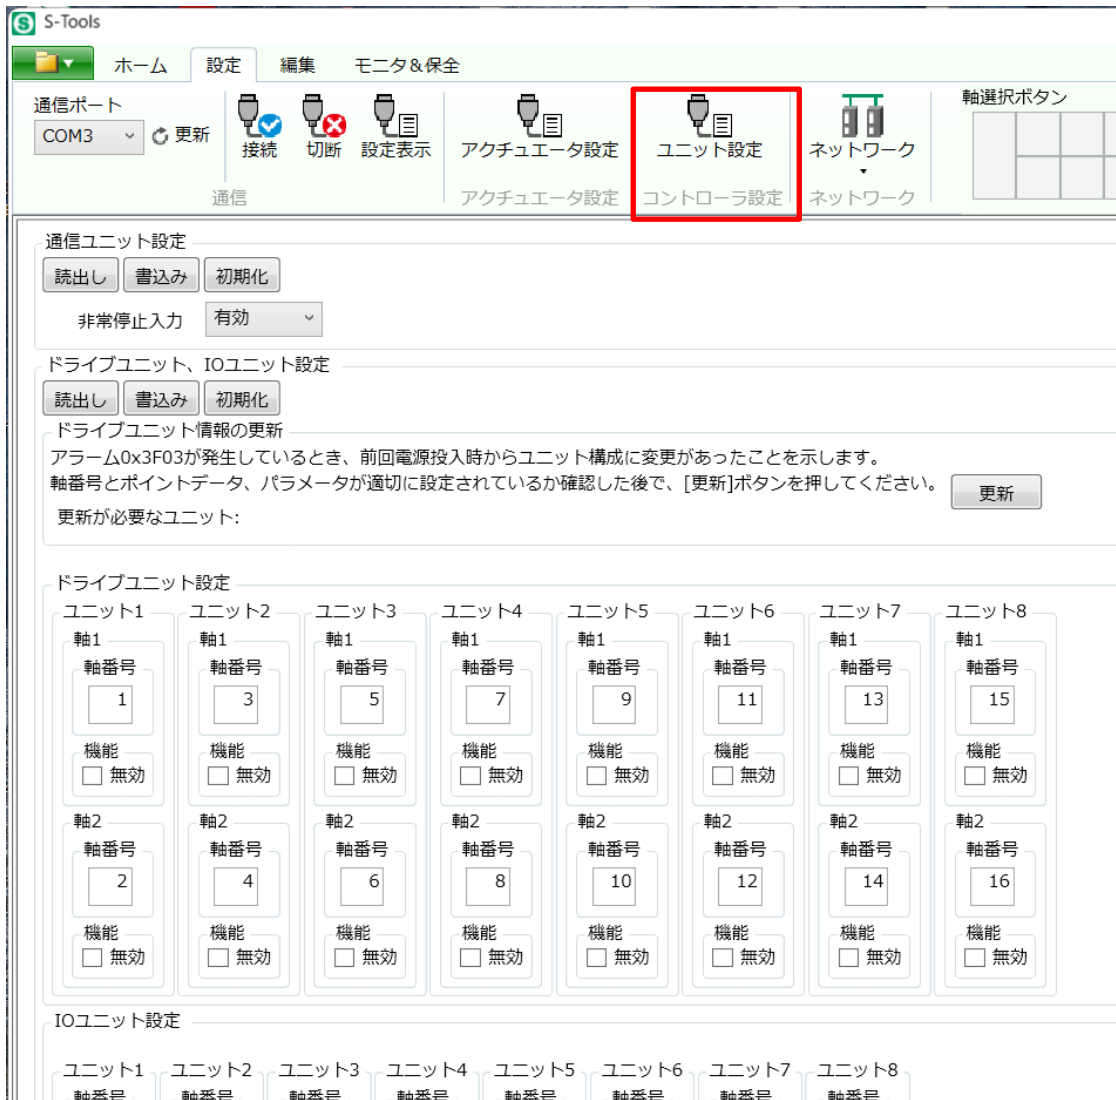 S-Tools
ホーム 設定 編集 モニタ&保全
通信ポート
COM3 更新
接続 切断 設定表示
通信
アクチュエータ設定
アクチュエータ設定
ユニット設定
コントローラ設定
ネットワーク
ネットワーク
軸選択ボタン
通信ユニット設定
読出し 書込み 初期化
非常停止入力 有効
ドライブユニット、IOユニット設定
読出し 書込み 初期化
ドライブユニット情報の更新
アラーム0x3F03が発生しているとき、前回電源投入時からユニット構成に変更があったことを示します。
軸番号とポイントデータ、パラメータが適切に設定されているか確認した後で、[更新]ボタンを押してください。 更新
更新が必要なユニット:
ドライブユニット設定
ユニット1 ユニット2 ユニット3 ユニット4 ユニット5 ユニット6 ユニット7 ユニット8
軸1 軸1 軸1 軸1 軸1 軸1 軸1 軸1
軸番号 軸番号 軸番号 軸番号 軸番号 軸番号 軸番号 軸番号
1 3 5 7 9 11 13 15
機能 機能 機能 機能 機能 機能 機能 機能
無効 無効 無効 無効 無効 無効 無効 無効
軸2 軸2 軸2 軸2 軸2 軸2 軸2 軸2
軸番号 軸番号 軸番号 軸番号 軸番号 軸番号 軸番号 軸番号
2 4 6 8 10 12 14 16
機能 機能 機能 機能 機能 機能 機能 機能
無効 無効 無効 無効 無効 無効 無効 無効
IOユニット設定
ユニット1 ユニット2 ユニット3 ユニット4 ユニット5 ユニット6 ユニット7 ユニット8
軸番号 軸番号 軸番号 軸番号 軸番号 軸番号 軸番号 軸番号